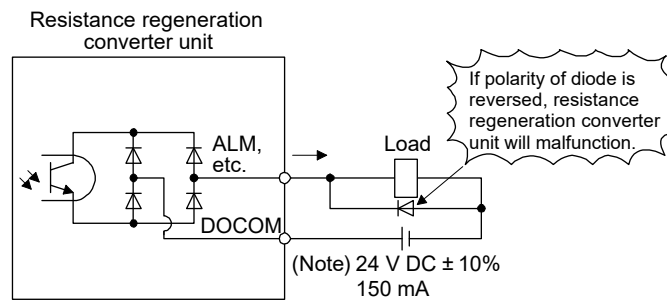 Resistance regeneration
converter unit
If polarity of diode is
reversed, resistance
regeneration converter
unit will malfunction.
ALM,
etc.
Load
DOCOM
(Note) 24 V DC ± 10%
150 mA